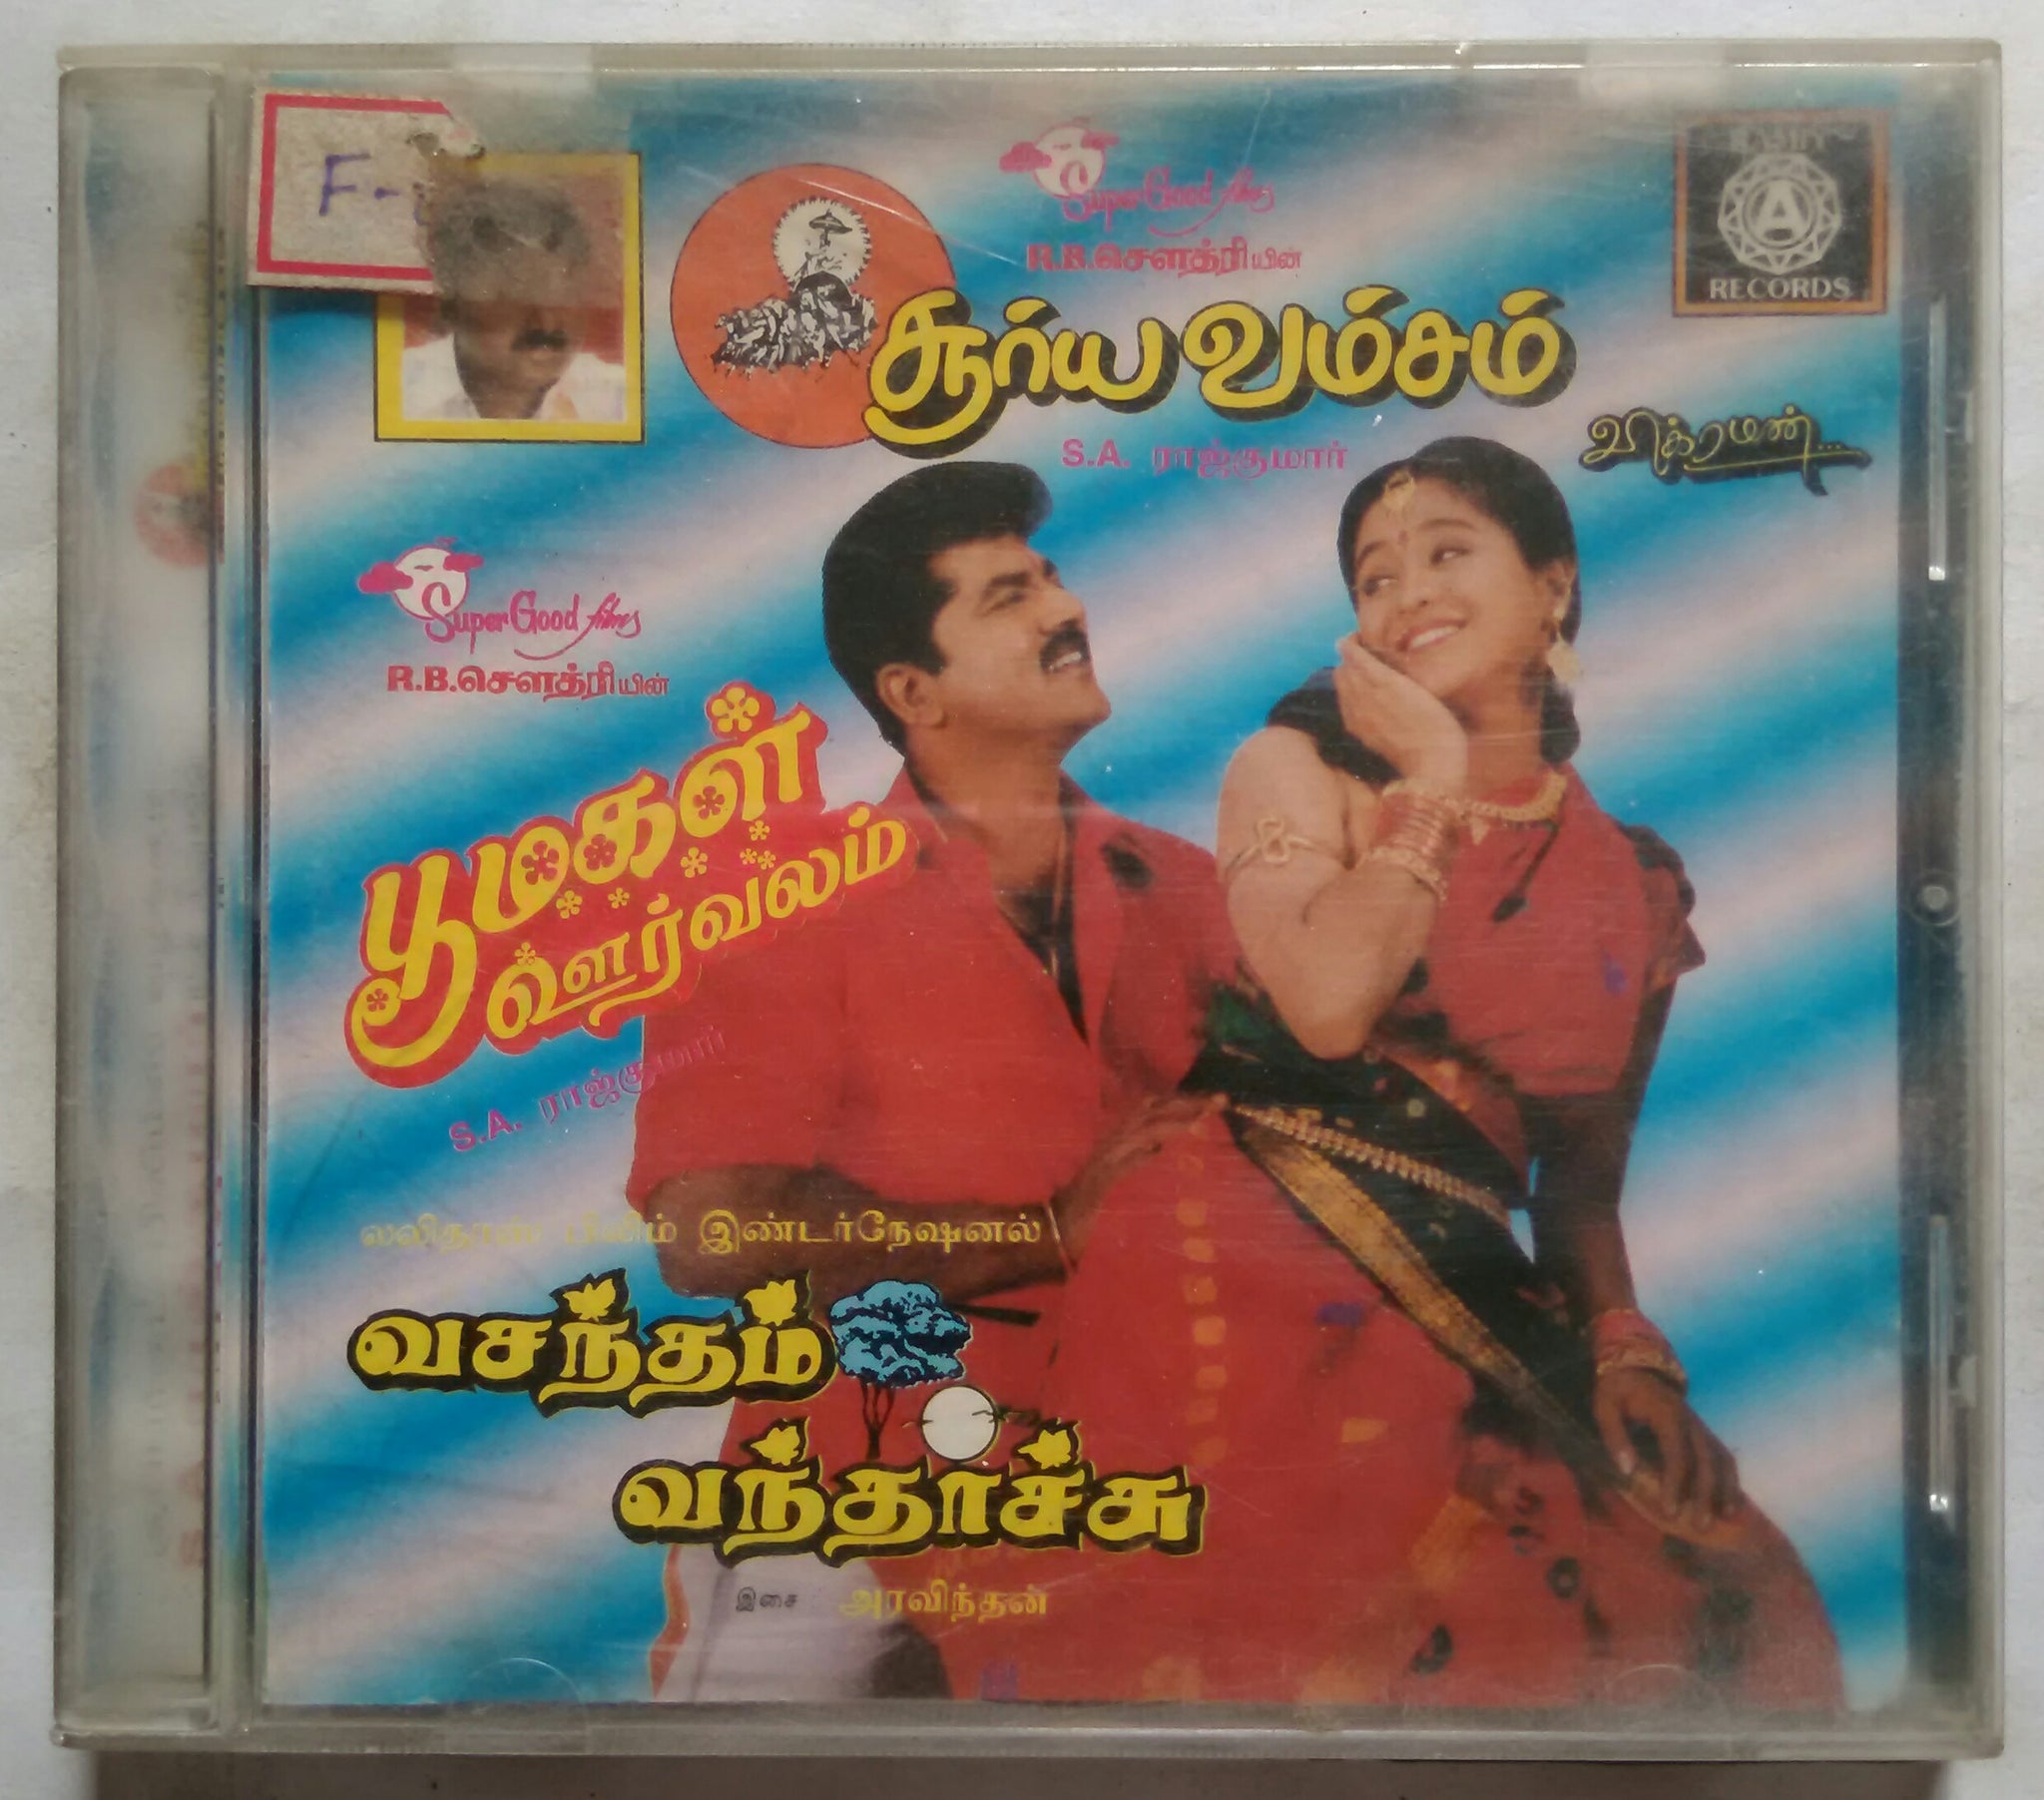 F-
Super Good films
R.B.சௌத்ரியின்
RECORDS
சூர்ய வம்சம்
விக்ரமன்...
S.A. ராஜ்குமார்
Super Good films
R.B.சௌத்ரியின்
பூமகள்
ஊர்வலம்
S.A. ராஜ்குமார்
பிலிம் இண்டர்நேஷனல்
வசந்தம்
வந்தாச்சு
இசை அரவிந்தன்